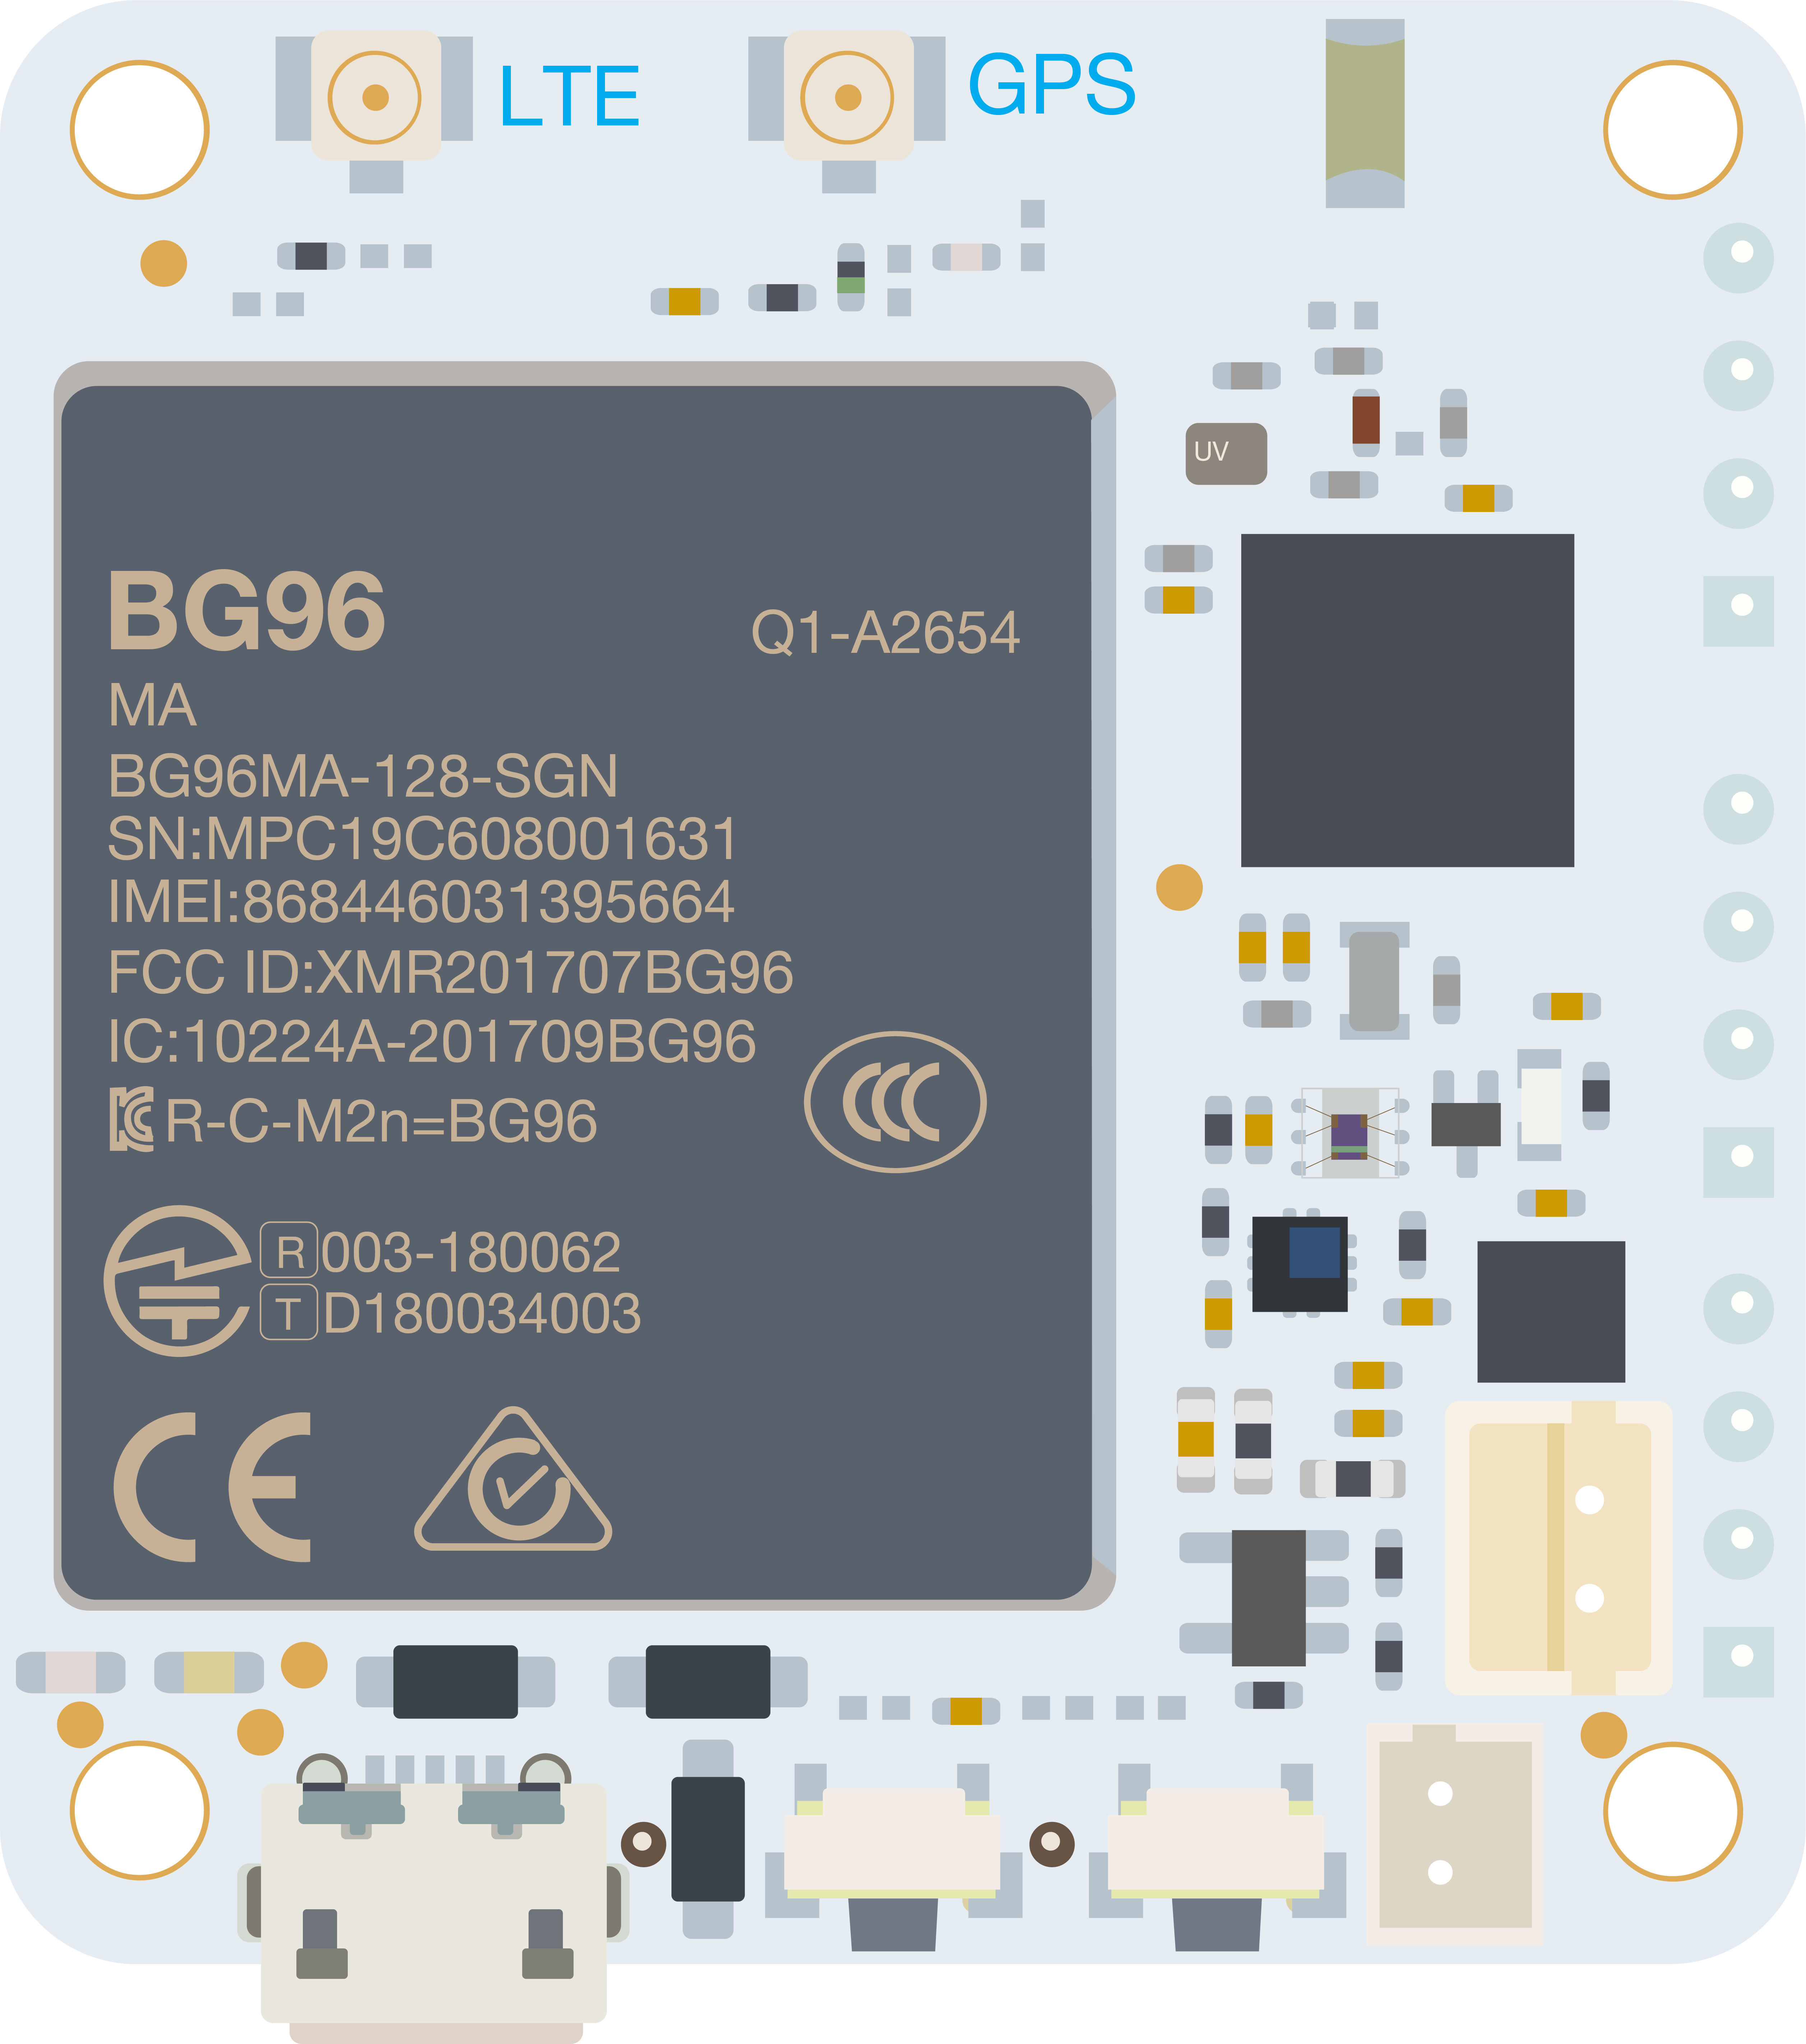 LTE
GPS
UV
BG96
Q1-A2654
MA
BG96MA-128-SGN
SN:MPC19C608001631
IMEI:868446031395664
FCC ID:XMR201707BG96
IC:10224A-201709BG96
R-C-M2n=BG96
CCC
R 003-180062
T D180034003
CE